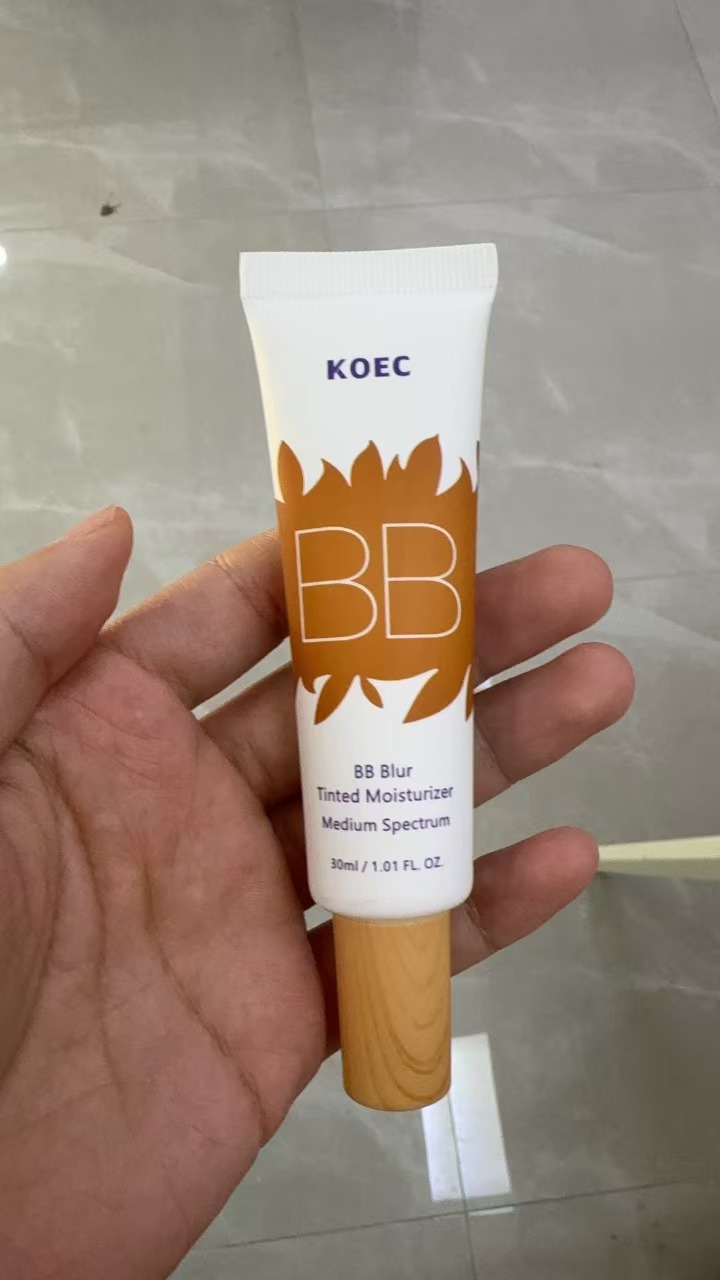 KOEC
BB
BB Blur
Tinted Moisturizer
Medium Spectrum
30ml / 1.01 FL. OZ.